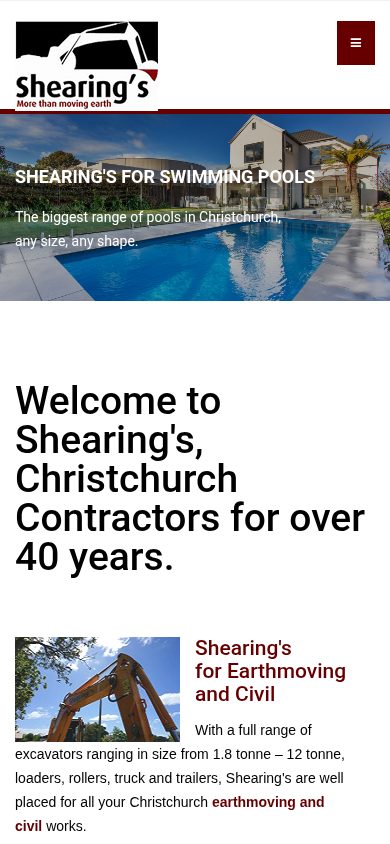 Shearing's
More than moving earth
SHEARING'S FOR SWIMMING POOLS
The biggest range of pools in Christchurch,
any size, any shape.
Welcome to
Shearing's,
Christchurch
Contractors for over
40 years.
Shearing's
for Earthmoving
and Civil
With a full range of
excavators ranging in size from 1.8 tonne – 12 tonne,
loaders, rollers, truck and trailers, Shearing's are well
placed for all your Christchurch earthmoving and
civil works.